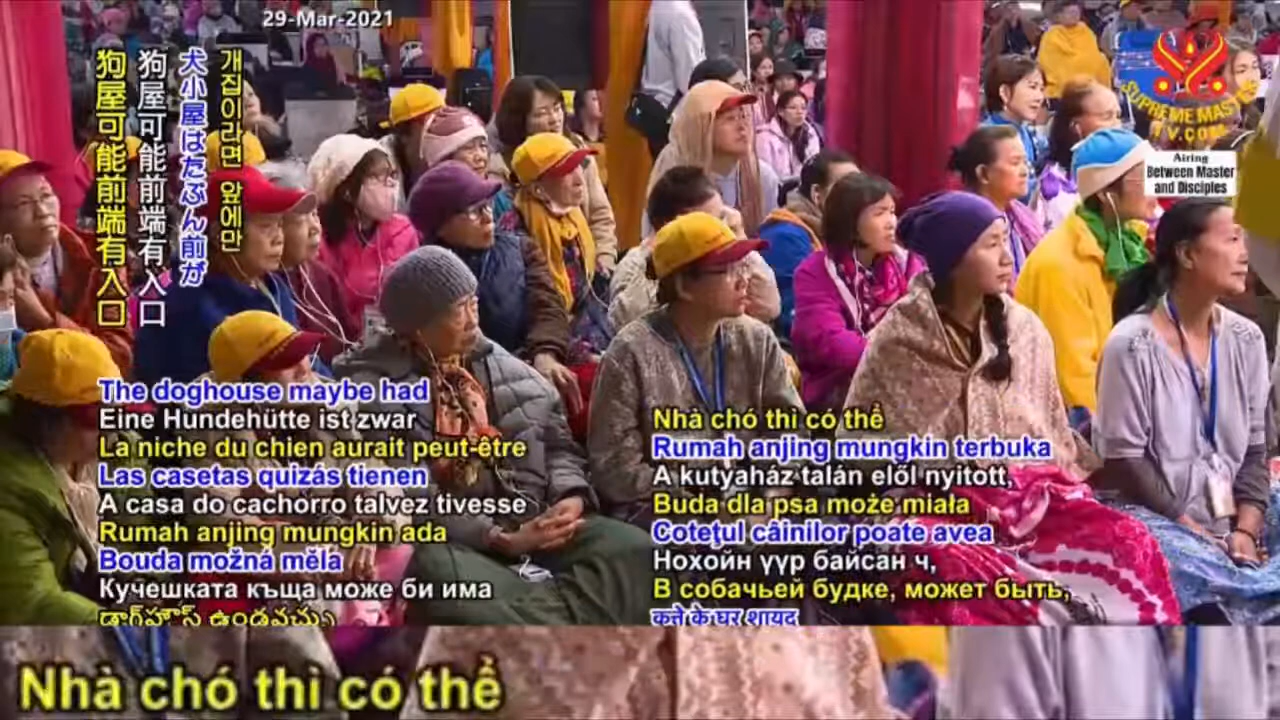 29-Mar-2021
개집이라면 앞에만
犬小屋はたぶん前が
狗屋可能前端有入口
狗屋可能前端有入口
SUPREME MASTER
TV.COM
Airing
Between Master
and Disciples
The doghouse maybe had
Eine Hundehütte ist zwar
La niche du chien aurait peut-être
Las casetas quizás tienen
A casa do cachorro talvez tivesse
Rumah anjing mungkin ada
Bouda možná měla
Кучешката къща може би има
డాగ్‌హౌస్ ఉండవచ్చు
Nhà chó thì có thể
Rumah anjing mungkin terbuka
A kutyaház talán elől nyitott,
Buda dla psa może miała
Coteţul câinilor poate avea
Нохойн үүр байсан ч,
В собачьей будке, может быть,
कुत्ते के घर शायद
Nhà chó thì có thể